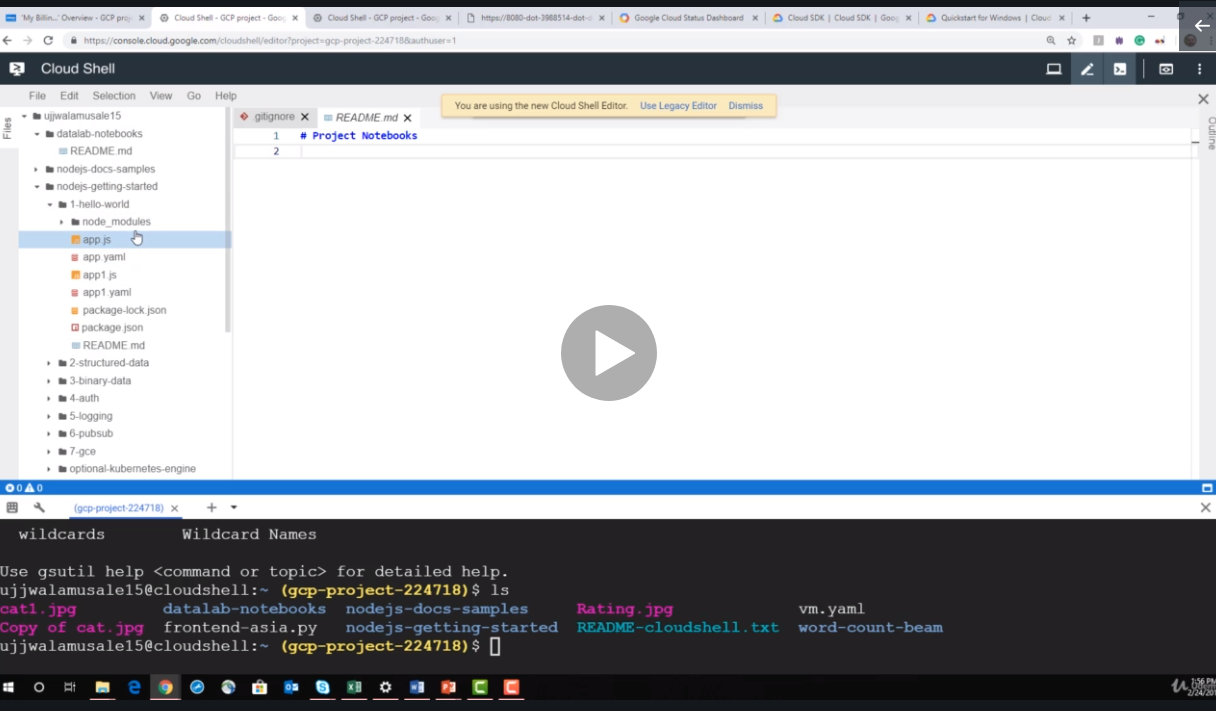 'My Billin...' Overview - GCP proj
Cloud Shell - GCP project - Goog
Cloud Shell - GCP project - Goog
https://8080-dot-3988514-dot-d
Google Cloud Status Dashboard
Cloud SDK | Cloud SDK | Goog
Quickstart for Windows | Cloud
https://console.cloud.google.com/cloudshell/editor?project=gcp-project-224718&authuser=1
Cloud Shell
File Edit Selection View Go Help
You are using the new Cloud Shell Editor. Use Legacy Editor Dismiss
Files
Outline
ujjwalamusale15
datalab-notebooks
README.md
nodejs-docs-samples
nodejs-getting-started
1-hello-world
node_modules
app.js
app.yaml
app1.js
app1.yaml
package-lock.json
package.json
README.md
2-structured-data
3-binary-data
4-auth
5-logging
6-pubsub
7-gce
optional-kubernetes-engine
.gitignore README.md
1 # Project Notebooks
2
0 0
(gcp-project-224718)
wildcards Wildcard Names
Use gsutil help <command or topic> for detailed help.
ujjwalamusale15@cloudshell:~ (gcp-project-224718)$ ls
cat1.jpg datalab-notebooks nodejs-docs-samples Rating.jpg vm.yaml
Copy of cat.jpg frontend-asia.py nodejs-getting-started README-cloudshell.txt word-count-beam
ujjwalamusale15@cloudshell:~ (gcp-project-224718)$
1:56 PM